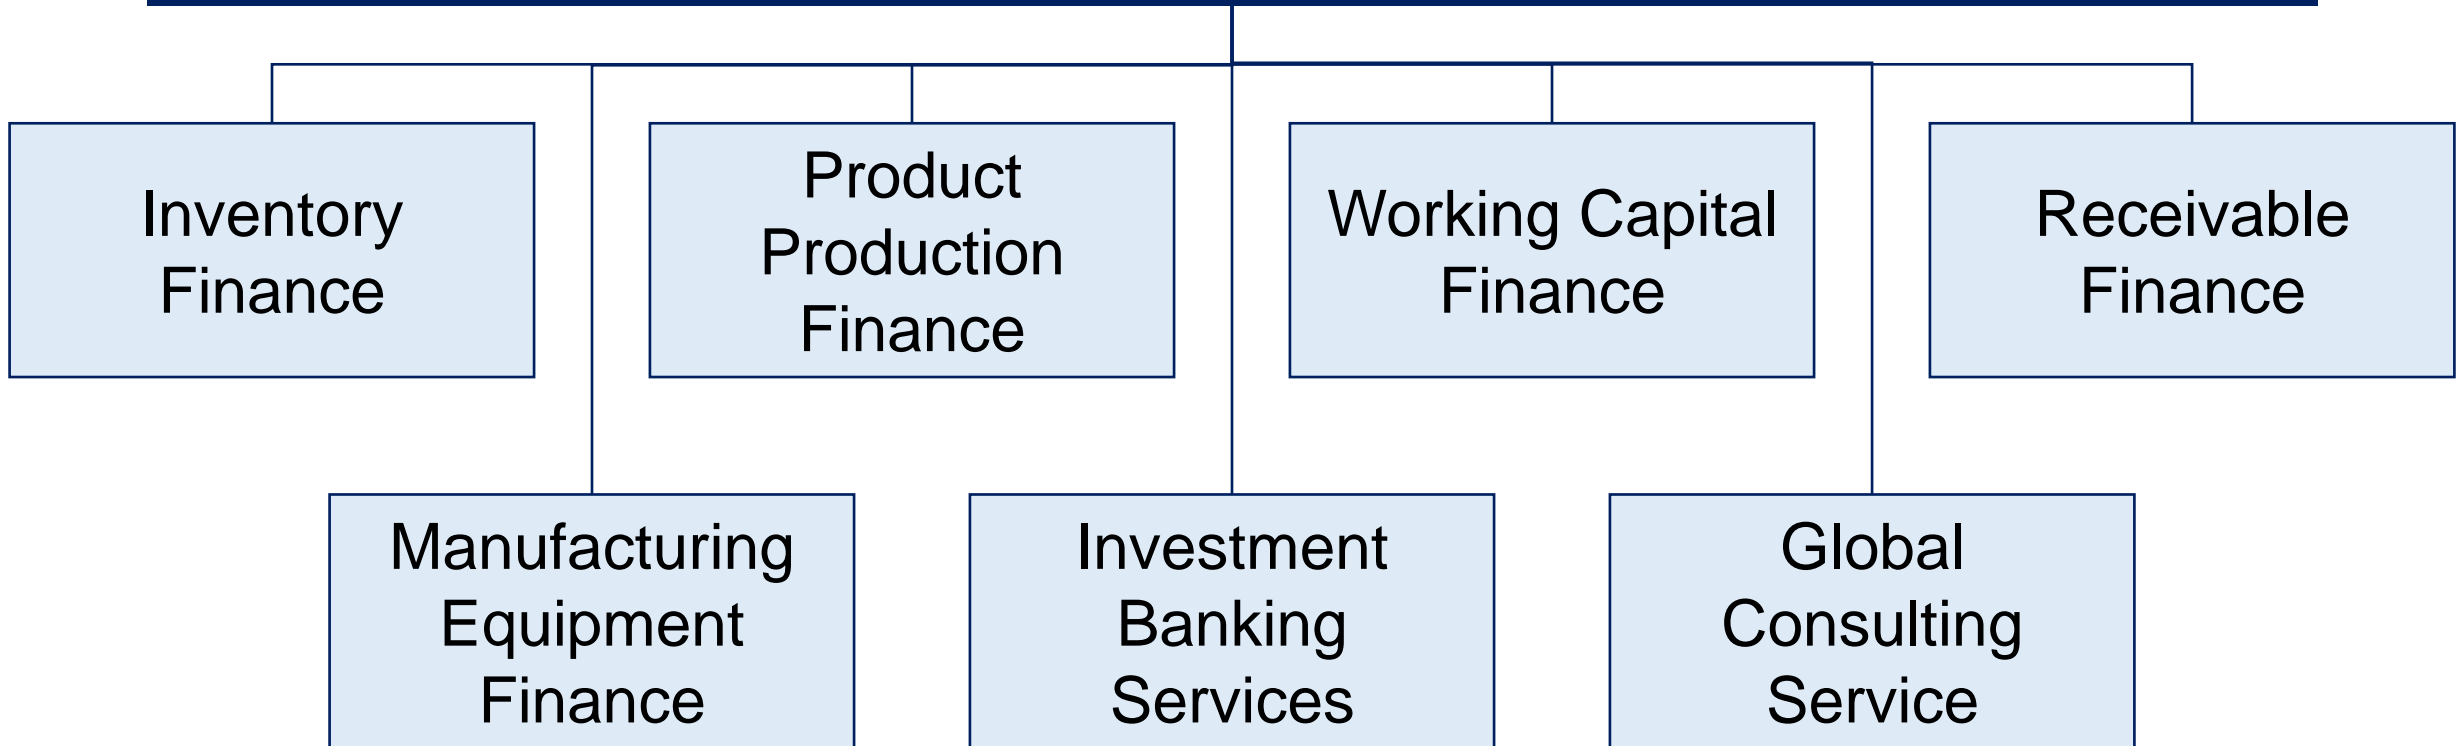 Inventory
Finance
Product
Production
Finance
Working Capital
Finance
Receivable
Finance
Manufacturing
Equipment
Finance
Investment
Banking
Services
Global
Consulting
Service